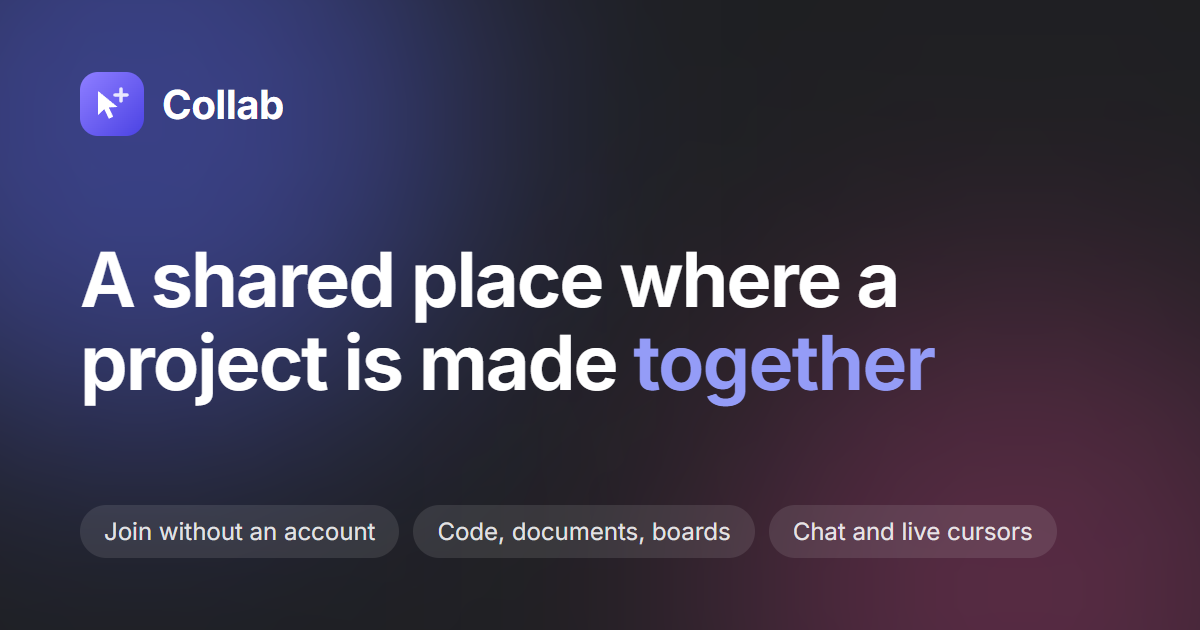 Collab
A shared place where a
project is made together
Join without an account
Code, documents, boards
Chat and live cursors